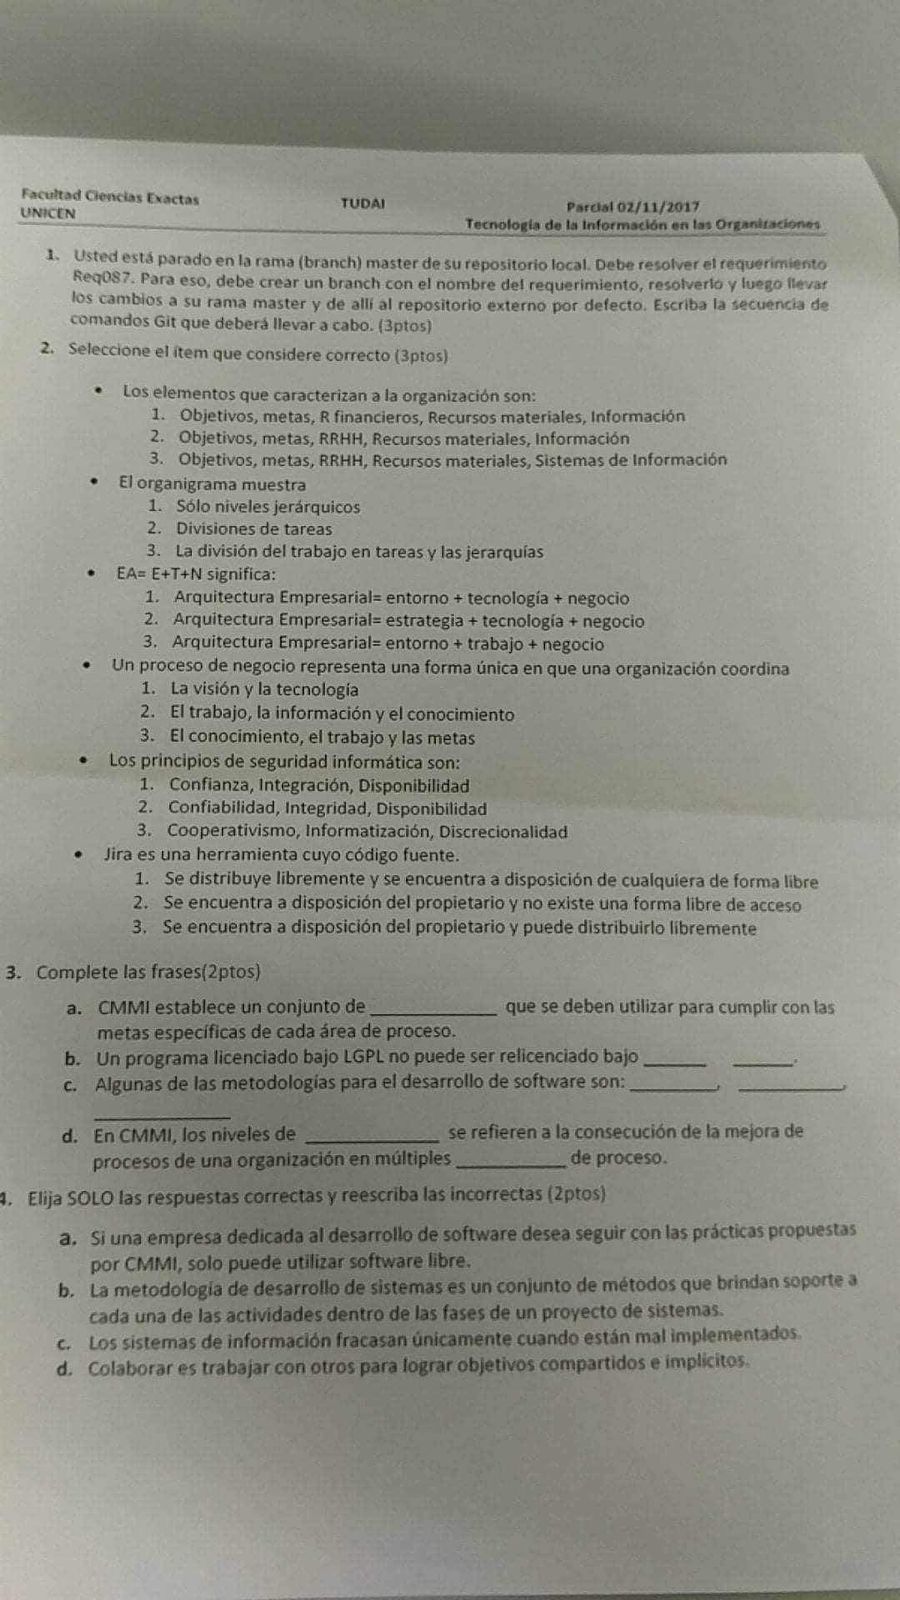 Facultad Ciencias Exactas
UNICEN
TUDAI
Parcial 02/11/2017
Tecnología de la Información en las Organizaciones
1. Usted está parado en la rama (branch) master de su repositorio local. Debe resolver el requerimiento
Req087. Para eso, debe crear un branch con el nombre del requerimiento, resolverlo y luego llevar
los cambios a su rama master y de allí al repositorio externo por defecto. Escriba la secuencia de
comandos Git que deberá llevar a cabo. (3ptos)
2. Seleccione el ítem que considere correcto (3ptos)
• Los elementos que caracterizan a la organización son:
1. Objetivos, metas, R financieros, Recursos materiales, Información
2. Objetivos, metas, RRHH, Recursos materiales, Información
3. Objetivos, metas, RRHH, Recursos materiales, Sistemas de Información
• El organigrama muestra
1. Sólo niveles jerárquicos
2. Divisiones de tareas
3. La división del trabajo en tareas y las jerarquías
• EA= E+T+N significa:
1. Arquitectura Empresarial= entorno + tecnología + negocio
2. Arquitectura Empresarial= estrategia + tecnología + negocio
3. Arquitectura Empresarial= entorno + trabajo + negocio
• Un proceso de negocio representa una forma única en que una organización coordina
1. La visión y la tecnología
2. El trabajo, la información y el conocimiento
3. El conocimiento, el trabajo y las metas
• Los principios de seguridad informática son:
1. Confianza, Integración, Disponibilidad
2. Confiabilidad, Integridad, Disponibilidad
3. Cooperativismo, Informatización, Discrecionalidad
• Jira es una herramienta cuyo código fuente.
1. Se distribuye libremente y se encuentra a disposición de cualquiera de forma libre
2. Se encuentra a disposición del propietario y no existe una forma libre de acceso
3. Se encuentra a disposición del propietario y puede distribuirlo libremente
3. Complete las frases(2ptos)
a. CMMI establece un conjunto de ______________ que se deben utilizar para cumplir con las
metas específicas de cada área de proceso.
b. Un programa licenciado bajo LGPL no puede ser relicenciado bajo _______ _______.
c. Algunas de las metodologías para el desarrollo de software son: __________, ____________,
_______________
d. En CMMI, los niveles de _______________ se refieren a la consecución de la mejora de
procesos de una organización en múltiples ____________ de proceso.
4. Elija SOLO las respuestas correctas y reescriba las incorrectas (2ptos)
a. Si una empresa dedicada al desarrollo de software desea seguir con las prácticas propuestas
por CMMI, solo puede utilizar software libre.
b. La metodología de desarrollo de sistemas es un conjunto de métodos que brindan soporte a
cada una de las actividades dentro de las fases de un proyecto de sistemas.
c. Los sistemas de información fracasan únicamente cuando están mal implementados.
d. Colaborar es trabajar con otros para lograr objetivos compartidos e implícitos.